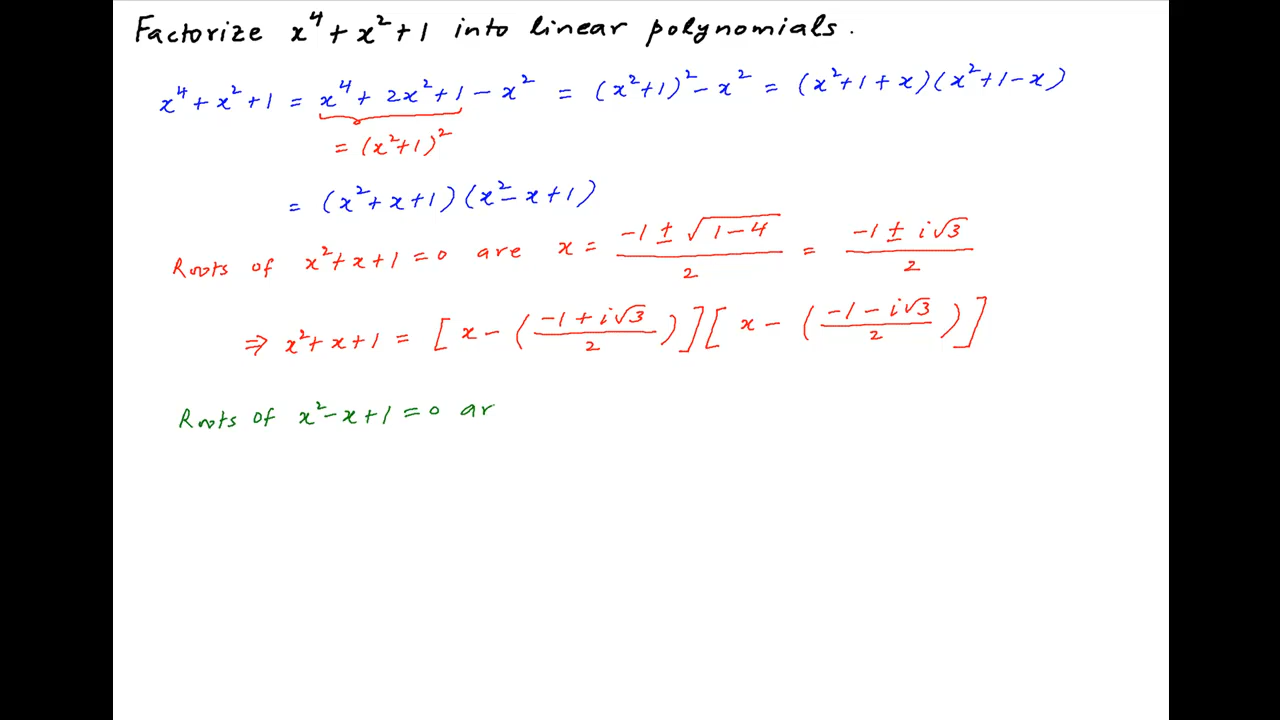 Factorize x⁴ + x² + 1 into linear polynomials.
x⁴ + x² + 1 = x⁴ + 2x² + 1 − x² = (x² + 1)² − x² = (x² + 1 + x)(x² + 1 − x)
= (x² + 1)²
= (x² + x + 1)(x² − x + 1)
Roots of x² + x + 1 = 0 are x = (−1 ± √(1 − 4))/2 = (−1 ± i√3)/2
⇒ x² + x + 1 = [x − ((−1 + i√3)/2)][x − ((−1 − i√3)/2)]
Roots of x² − x + 1 = 0 ar